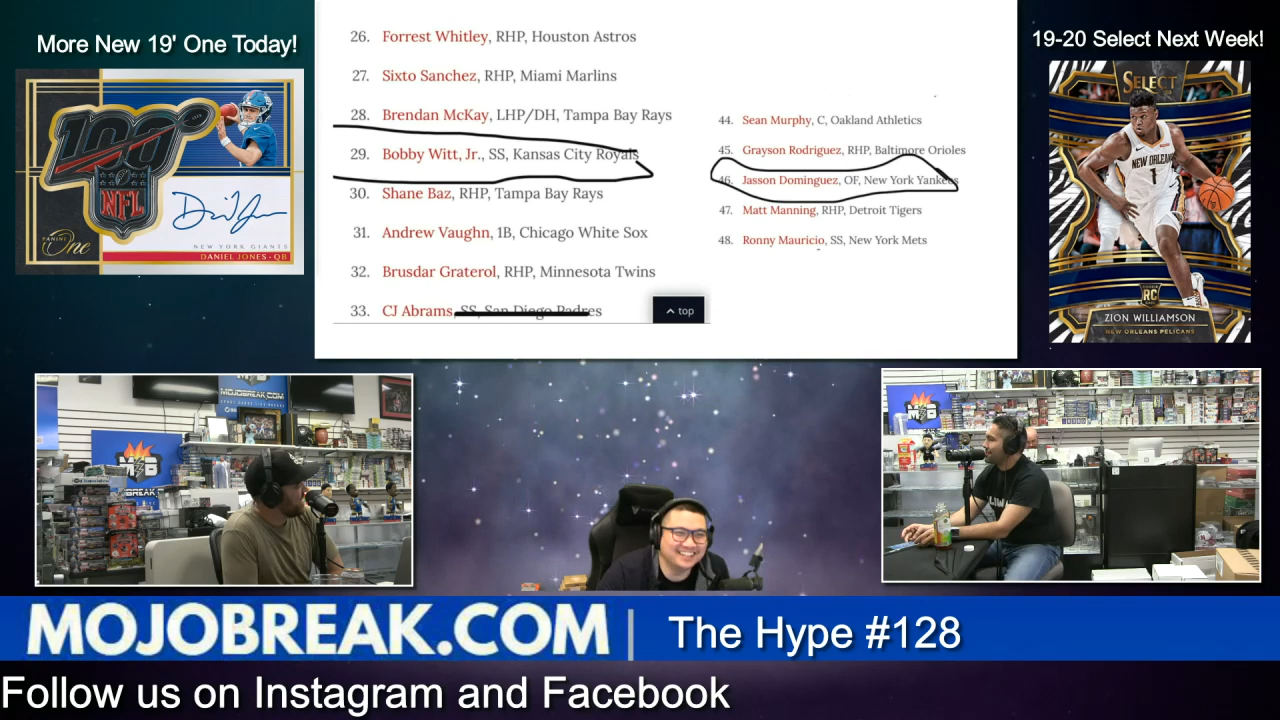 More New 19' One Today!
100
NFL
PANINI
One
NEW YORK GIANTS
DANIEL JONES - QB
26. Forrest Whitley, RHP, Houston Astros
27. Sixto Sanchez, RHP, Miami Marlins
28. Brendan McKay, LHP/DH, Tampa Bay Rays
29. Bobby Witt, Jr., SS, Kansas City Royals
30. Shane Baz, RHP, Tampa Bay Rays
31. Andrew Vaughn, 1B, Chicago White Sox
32. Brusdar Graterol, RHP, Minnesota Twins
33. CJ Abrams, SS, San Diego Padres
top
44. Sean Murphy, C, Oakland Athletics
45. Grayson Rodriguez, RHP, Baltimore Orioles
46. Jasson Dominguez, OF, New York Yankees
47. Matt Manning, RHP, Detroit Tigers
48. Ronny Mauricio, SS, New York Mets
19-20 Select Next Week!
SELECT
NEW ORLEANS
1
RC
ZION WILLIAMSON
NEW ORLEANS PELICANS
MOJOBREAK.COM
MOJOBREAK.COM | The Hype #128
Follow us on Instagram and Facebook